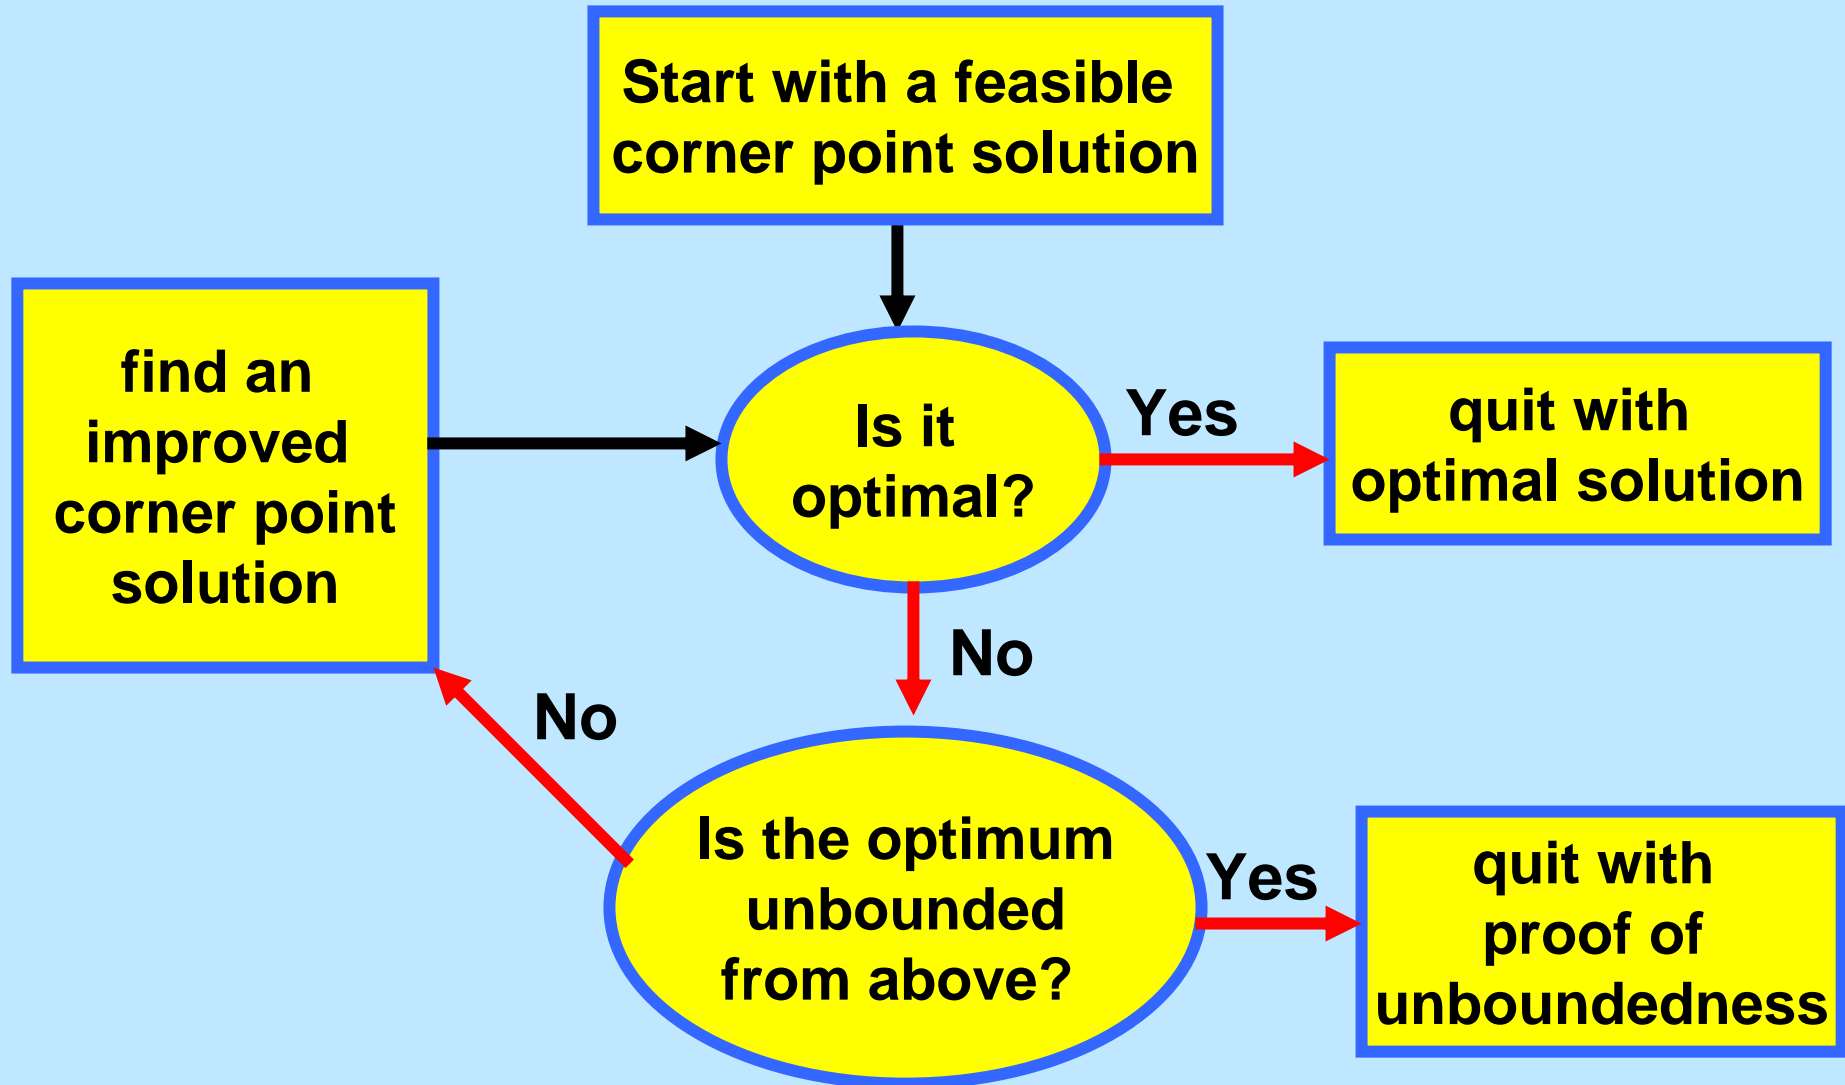 Start with a feasible
corner point solution
find an
improved
corner point
solution
Is it
optimal?
Yes
quit with
optimal solution
No
No
Is the optimum
unbounded
from above?
Yes
quit with
proof of
unboundedness